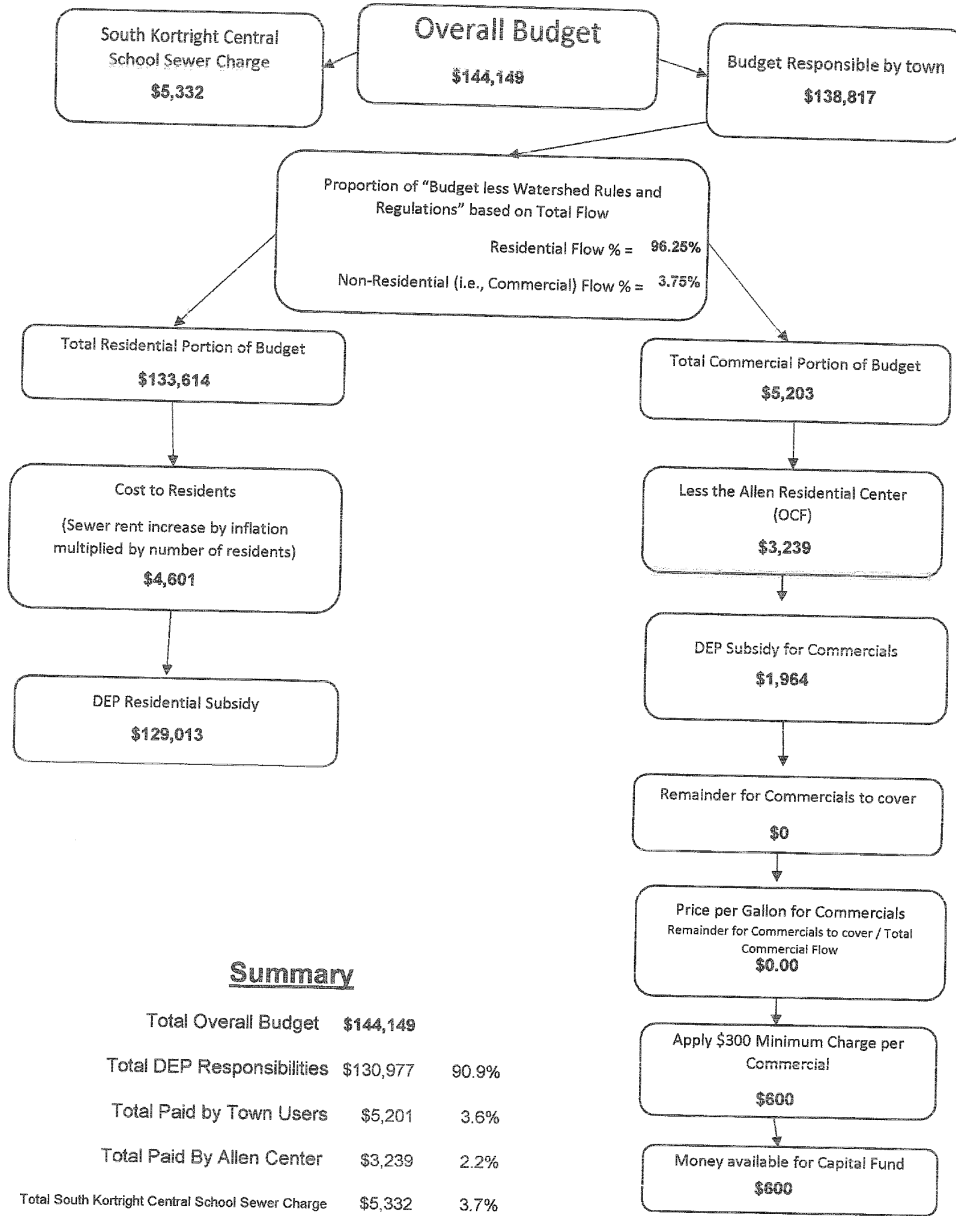 South Kortright Central
School Sewer Charge
$5,332
Overall Budget
$144,149
Budget Responsible by town
$138,817
Proportion of “Budget less Watershed Rules and
Regulations” based on Total Flow
Residential Flow % = 96.25%
Non-Residential (i.e., Commercial) Flow % = 3.75%
Total Residential Portion of Budget
$133,614
Cost to Residents
(Sewer rent increase by inflation
multiplied by number of residents)
$4,601
DEP Residential Subsidy
$129,013
Total Commercial Portion of Budget
$5,203
Less the Allen Residential Center
(OCF)
$3,239
DEP Subsidy for Commercials
$1,964
Remainder for Commercials to cover
$0
Price per Gallon for Commercials
Remainder for Commercials to cover / Total
Commercial Flow
$0.00
Apply $300 Minimum Charge per
Commercial
$600
Money available for Capital Fund
$600
Summary
Total Overall Budget $144,149
Total DEP Responsibilities $130,977 90.9%
Total Paid by Town Users $5,201 3.6%
Total Paid By Allen Center $3,239 2.2%
Total South Kortright Central School Sewer Charge $5,332 3.7%